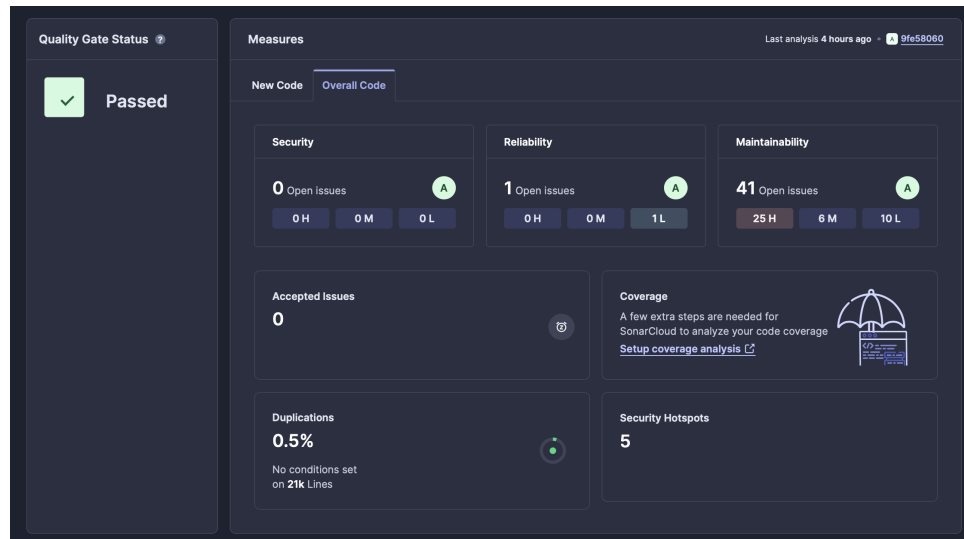 Quality Gate Status ?
Passed
Measures
Last analysis 4 hours ago • A 9fe58060
New Code
Overall Code
Security
0 Open issues
A
0 H 0 M 0 L
Reliability
1 Open issues
A
0 H 0 M 1 L
Maintainability
41 Open issues
A
25 H 6 M 10 L
Accepted Issues
0
Coverage
A few extra steps are needed for
SonarCloud to analyze your code coverage
Setup coverage analysis
Duplications
0.5%
No conditions set
on 21k Lines
Security Hotspots
5